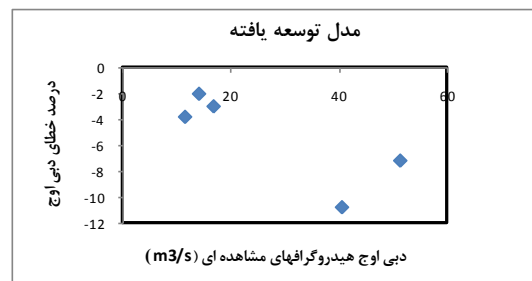 مدل توسعه یافته
0
-2
-4
-6
-8
-10
-12
0 20 40 60
درصد خطای دبی اوج
دبی اوج هیدروگرافهای مشاهده ای (m3/s)